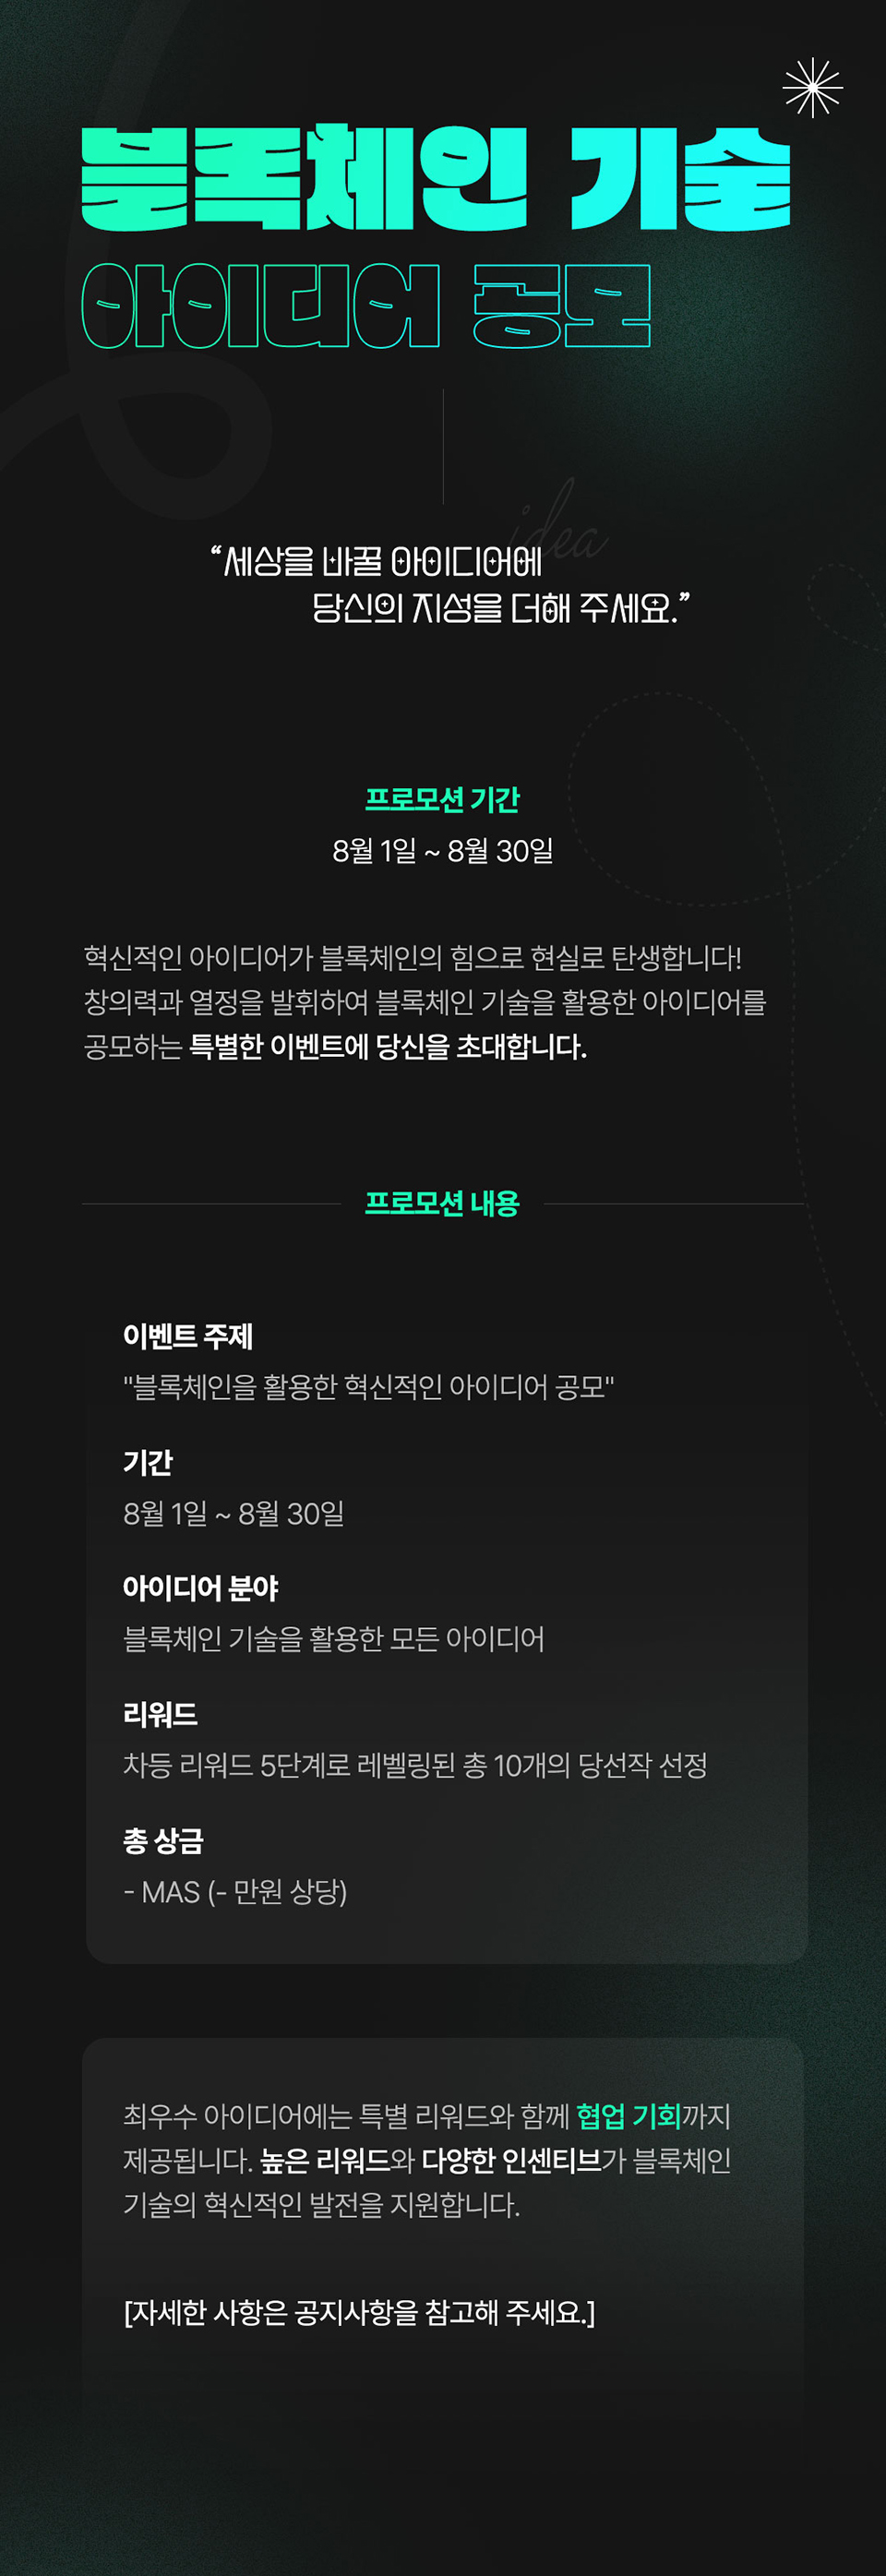 블록체인 기술
아이디어 공모
idea
“세상을 바꿀 아이디어에
당신의 지성을 더해 주세요.”
프로모션 기간
8월 1일 ~ 8월 30일
혁신적인 아이디어가 블록체인의 힘으로 현실로 탄생합니다!
창의력과 열정을 발휘하여 블록체인 기술을 활용한 아이디어를
공모하는 특별한 이벤트에 당신을 초대합니다.
프로모션 내용
이벤트 주제
"블록체인을 활용한 혁신적인 아이디어 공모"
기간
8월 1일 ~ 8월 30일
아이디어 분야
블록체인 기술을 활용한 모든 아이디어
리워드
차등 리워드 5단계로 레벨링된 총 10개의 당선작 선정
총 상금
- MAS (- 만원 상당)
최우수 아이디어에는 특별 리워드와 함께 협업 기회까지
제공됩니다. 높은 리워드와 다양한 인센티브가 블록체인
기술의 혁신적인 발전을 지원합니다.
[자세한 사항은 공지사항을 참고해 주세요.]